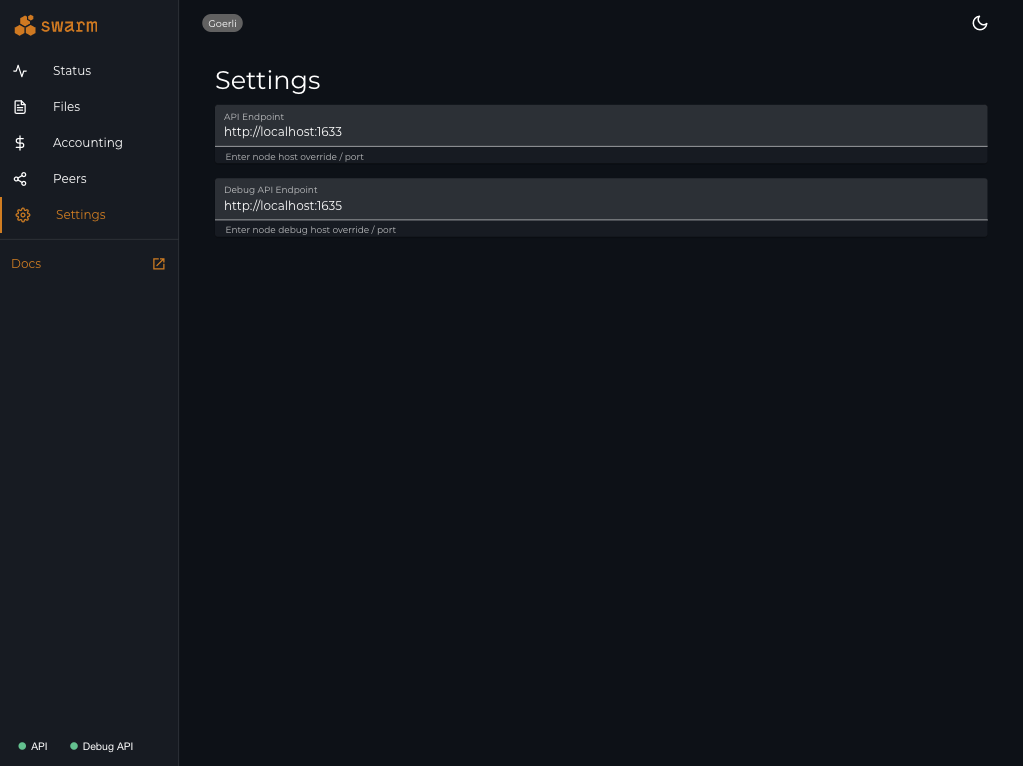 swarm
Status
Files
Accounting
Peers
Settings
Docs
API
Debug API
Goerli
Settings
API Endpoint
http://localhost:1633
Enter node host override / port
Debug API Endpoint
http://localhost:1635
Enter node debug host override / port